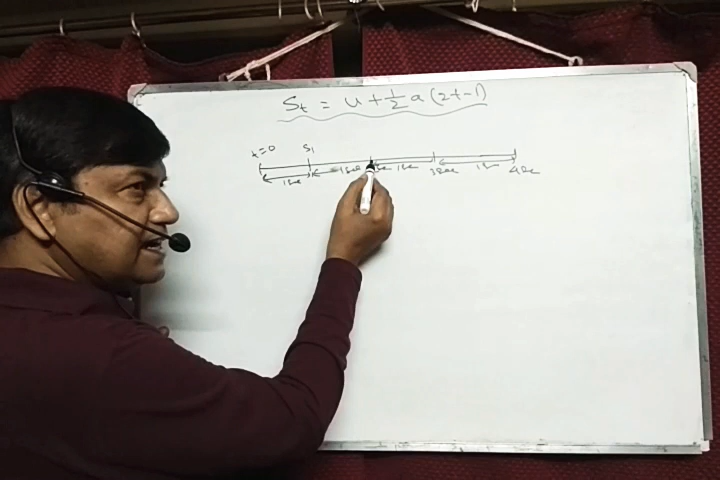 St = u + 1/2 a (2t-1)
t=0 S1
1sec 1sec 1sec 3sec 1sec 4sec